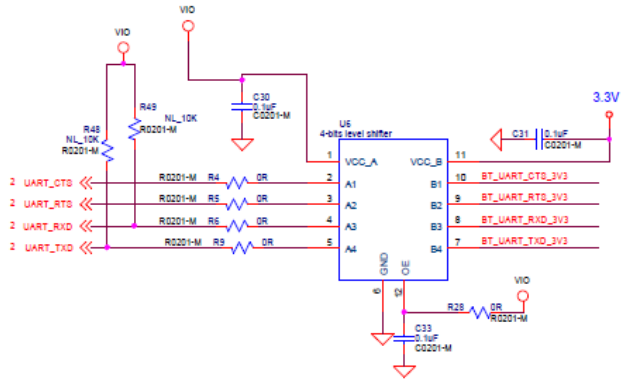 VIO
VIO
R49
NL_10K
R0201-M
R48
NL_10K
R0201-M
C30
0.1uF
C0201-M
U6
4-bits level shifter
3.3V
C31
0.1uF
C0201-M
1 VCC_A VCC_B 11
2 UART_CTS R0201-M R4 0R 2 A1 B1 10 BT_UART_CTS_3V3
2 UART_RTS R0201-M R5 0R 3 A2 B2 9 BT_UART_RTS_3V3
2 UART_RXD R0201-M R6 0R 4 A3 B3 8 BT_UART_RXD_3V3
2 UART_TXD R0201-M R9 0R 5 A4 B4 7 BT_UART_TXD_3V3
GND OE
6 12
VIO
R28 0R
R0201-M
C33
0.1uF
C0201-M